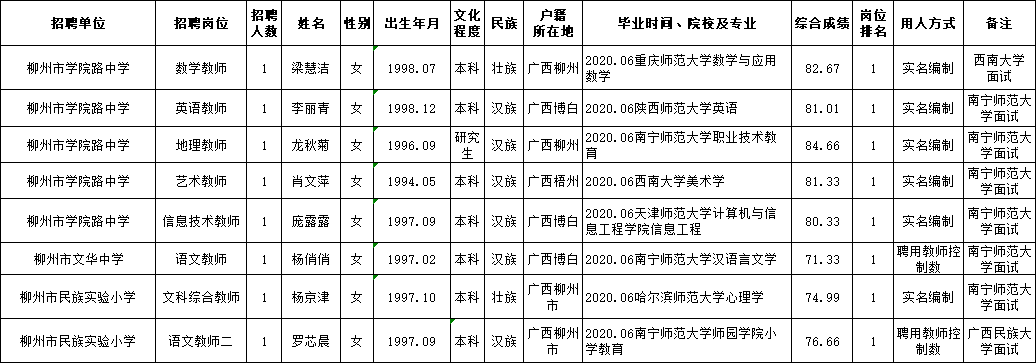 招聘单位 招聘岗位 招聘人数 姓名 性别 出生年月 文化程度 民族 户籍所在地 毕业时间、院校及专业 综合成绩 岗位排名 用人方式 备注
柳州市学院路中学 数学教师 1 梁慧洁 女 1998.07 本科 壮族 广西柳州 2020.06重庆师范大学数学与应用数学 82.67 1 实名编制 西南大学面试
柳州市学院路中学 英语教师 1 李丽青 女 1998.12 本科 汉族 广西博白 2020.06陕西师范大学英语 81.01 1 实名编制 南宁师范大学面试
柳州市学院路中学 地理教师 1 龙秋菊 女 1996.09 研究生 汉族 广西柳州 2020.06南宁师范大学职业技术教育 84.66 1 实名编制 南宁师范大学面试
柳州市学院路中学 艺术教师 1 肖文萍 女 1994.05 本科 汉族 广西梧州 2020.06西南大学美术学 81.33 1 实名编制 南宁师范大学面试
柳州市学院路中学 信息技术教师 1 庞露露 女 1997.09 本科 汉族 广西博白 2020.06天津师范大学计算机与信息工程学院信息工程 80.33 1 实名编制 南宁师范大学面试
柳州市文华中学 语文教师 1 杨俏俏 女 1997.02 本科 汉族 广西博白 2020.06南宁师范大学汉语言文学 71.33 1 聘用教师控制数 南宁师范大学面试
柳州市民族实验小学 文科综合教师 1 杨京津 女 1997.10 本科 壮族 广西柳州市 2020.06哈尔滨师范大学心理学 74.99 1 实名编制 南宁师范大学面试
柳州市民族实验小学 语文教师二 1 罗芯晨 女 1997.09 本科 汉族 广西柳州市 2020.06南宁师范大学师园学院小学教育 76.66 1 聘用教师控制数 广西民族大学面试